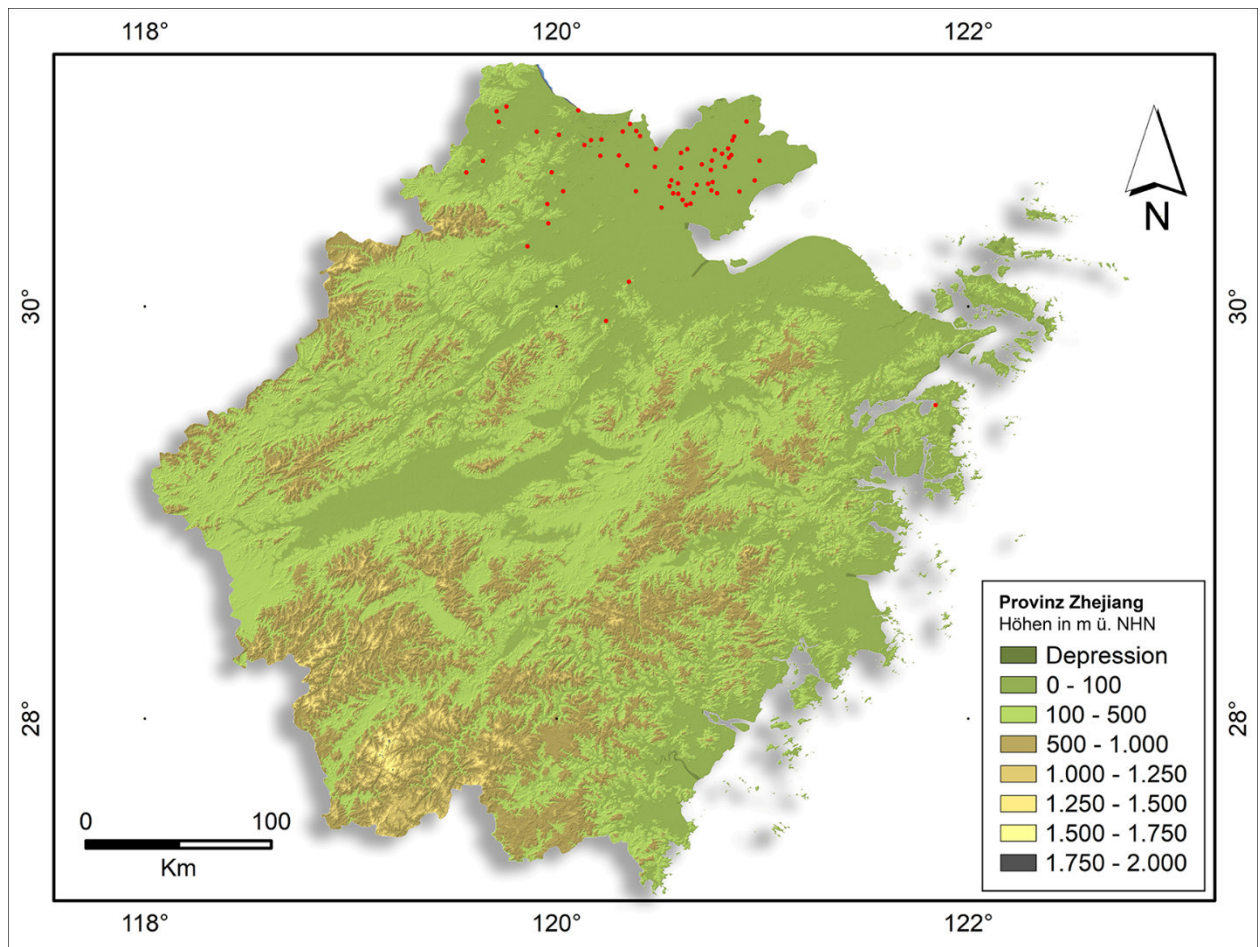 118°
120°
122°
30°
30°
28°
28°
N
0
100
Km
Provinz Zhejiang
Höhen in m ü. NHN
Depression
0 - 100
100 - 500
500 - 1.000
1.000 - 1.250
1.250 - 1.500
1.500 - 1.750
1.750 - 2.000
118°
120°
122°